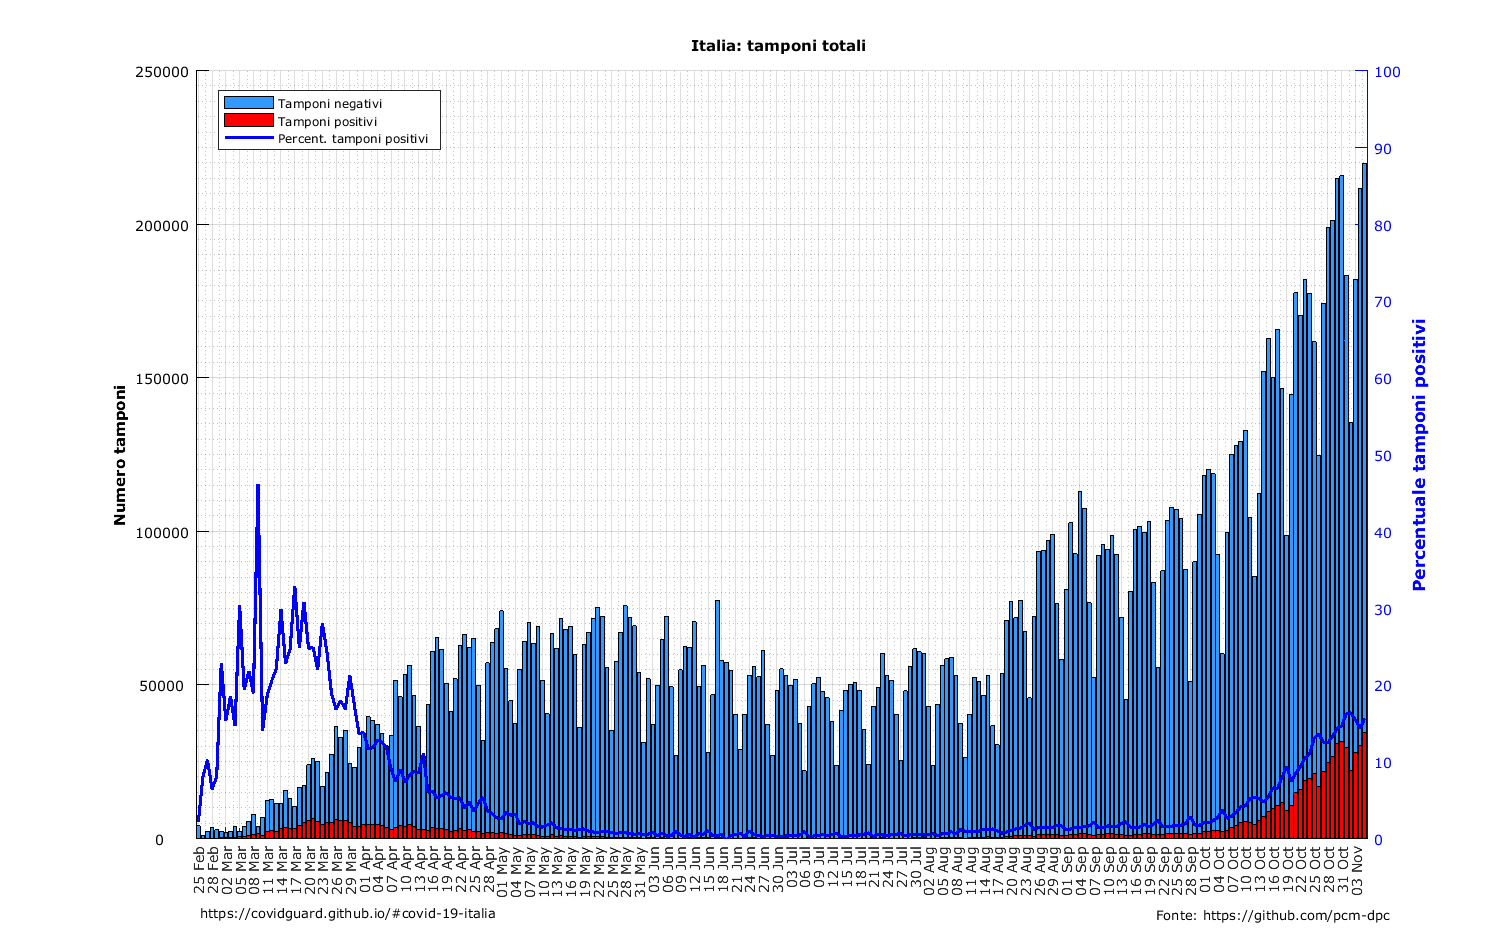 Italia: tamponi totali
250000
200000
150000
100000
50000
0
Numero tamponi
Tamponi negativi
Tamponi positivi
Percent. tamponi positivi
100
90
80
70
60
50
40
30
20
10
0
Percentuale tamponi positivi
25 Feb
28 Feb
02 Mar
05 Mar
08 Mar
11 Mar
14 Mar
17 Mar
20 Mar
23 Mar
26 Mar
29 Mar
01 Apr
04 Apr
07 Apr
10 Apr
13 Apr
16 Apr
19 Apr
22 Apr
25 Apr
28 Apr
01 May
04 May
07 May
10 May
13 May
16 May
19 May
22 May
25 May
28 May
31 May
03 Jun
06 Jun
09 Jun
12 Jun
15 Jun
18 Jun
21 Jun
24 Jun
27 Jun
30 Jun
03 Jul
06 Jul
09 Jul
12 Jul
15 Jul
18 Jul
21 Jul
24 Jul
27 Jul
30 Jul
02 Aug
05 Aug
08 Aug
11 Aug
14 Aug
17 Aug
20 Aug
23 Aug
26 Aug
29 Aug
01 Sep
04 Sep
07 Sep
10 Sep
13 Sep
16 Sep
19 Sep
22 Sep
25 Sep
28 Sep
01 Oct
04 Oct
07 Oct
10 Oct
13 Oct
16 Oct
19 Oct
22 Oct
25 Oct
28 Oct
31 Oct
03 Nov
https://covidguard.github.io/#covid-19-italia
Fonte: https://github.com/pcm-dpc